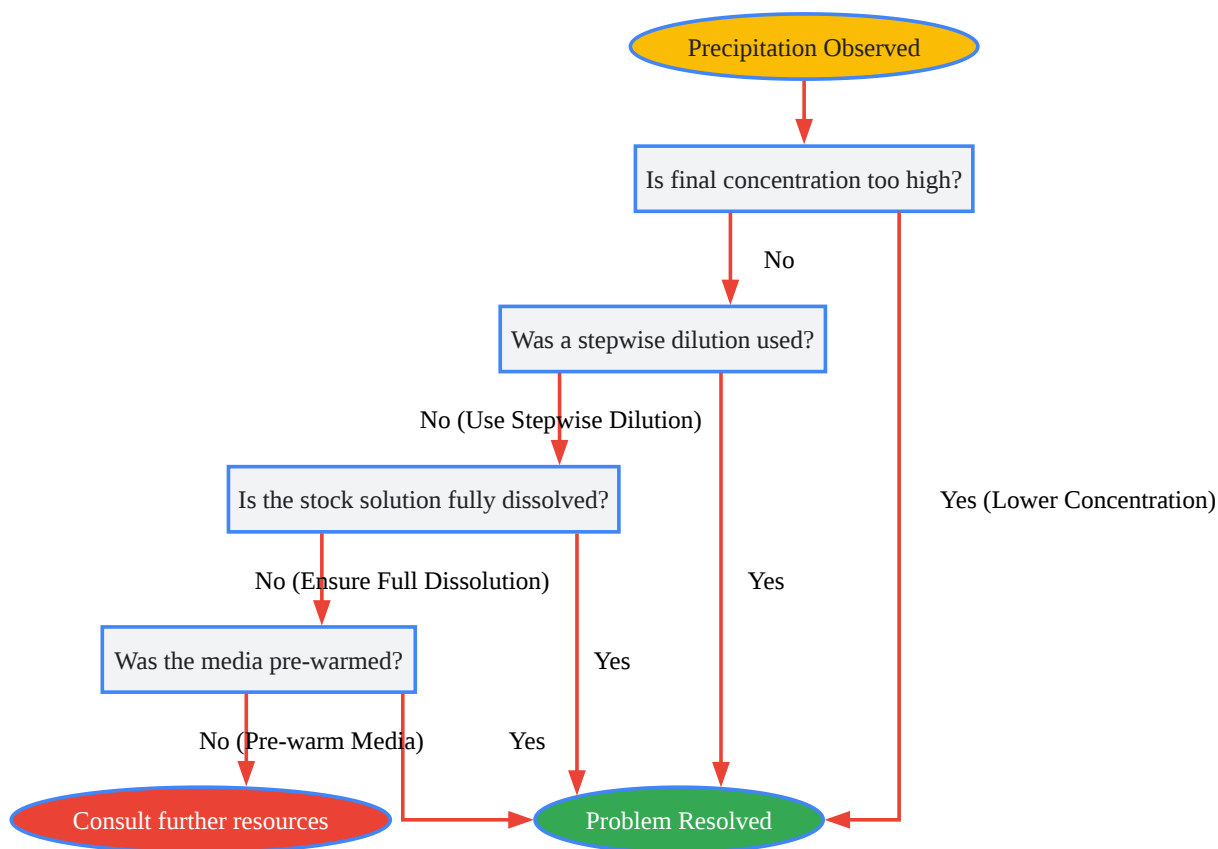 Precipitation Observed
Is final concentration too high?
No
Was a stepwise dilution used?
No (Use Stepwise Dilution)
Is the stock solution fully dissolved?
Yes (Lower Concentration)
No (Ensure Full Dissolution)
Yes
Was the media pre-warmed?
Yes
No (Pre-warm Media)
Yes
Consult further resources
Problem Resolved